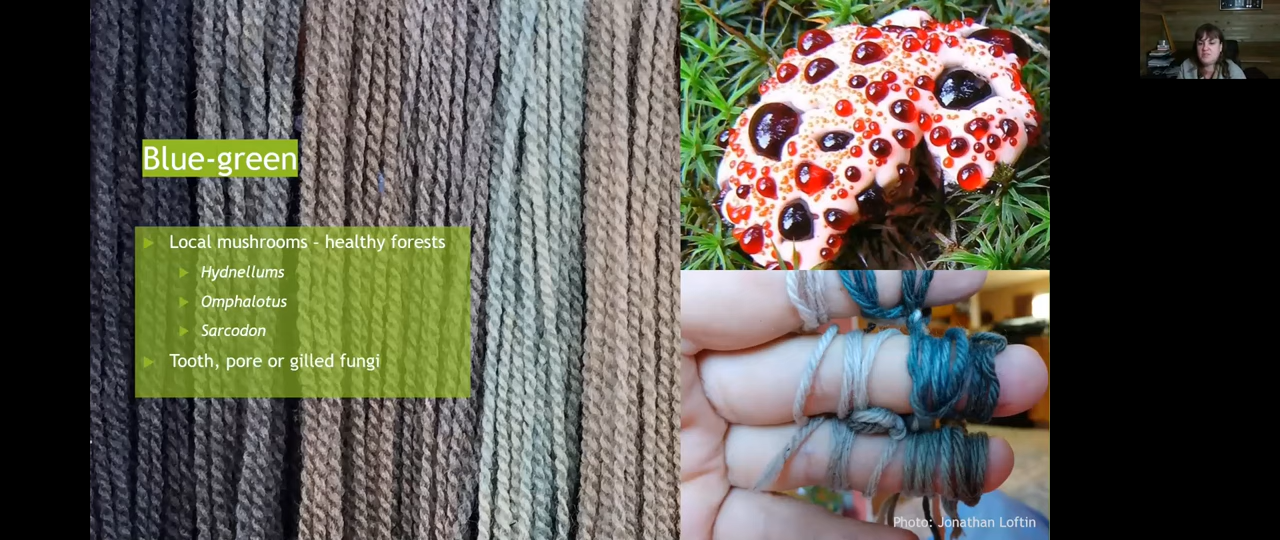 Blue-green
Local mushrooms - healthy forests
Hydnellums
Omphalotus
Sarcodon
Tooth, pore or gilled fungi
Photo: Jonathan Loftin